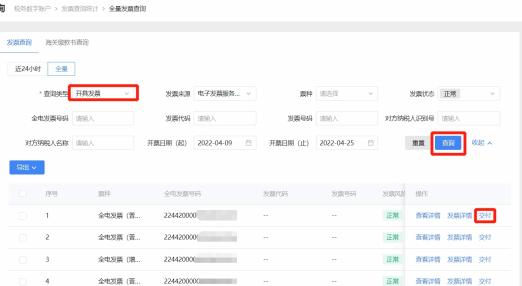 询 税务数字账户 > 发票查询统计 > 全量发票查询
发票查询 海关缴款书查询
近24小时 全量
* 查询类型 开具发票 发票来源 电子发票服务... 票种 请选择 发票状态 正常
全电发票号码 请输入 发票代码 请输入 发票号码 请输入 对方纳税人识别号 请输入
对方纳税人名称 请输入 开票日期（起） 2022-04-09 开票日期（止） 2022-04-25 重置 查询 收起
导出
序号 票种 全电发票号码 发票代码 发票号码 发票风险 操作
1 全电发票（普... 224420000 -- -- 正常 查看详情 发票详情 交付
2 全电发票（普... 22442000 -- -- 正常 查看详情 发票详情 交付
3 全电发票（增... 22442000 -- -- 正常 查看详情 发票详情 交付
4 全电发票（普... 22442000 -- -- 正常 查看详情 发票详情 交付